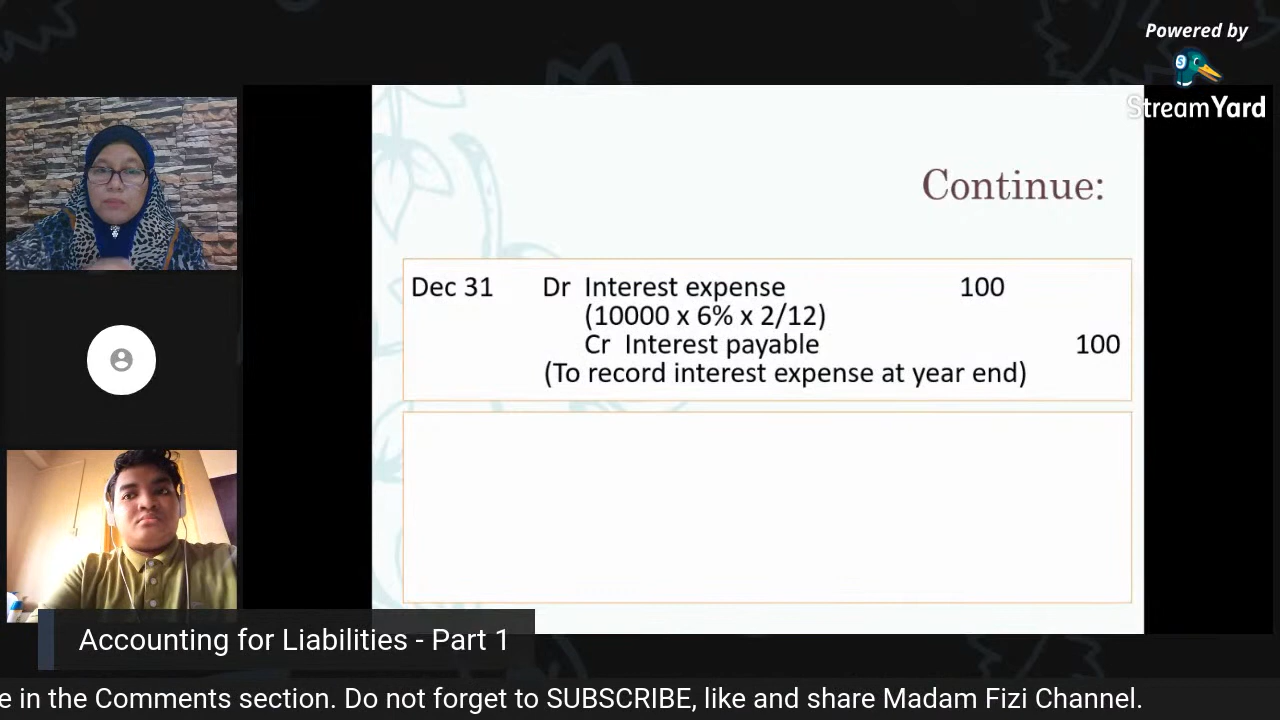 Powered by
StreamYard
Continue:
Dec 31 Dr Interest expense 100
(10000 x 6% x 2/12)
Cr Interest payable 100
(To record interest expense at year end)
Accounting for Liabilities - Part 1
e in the Comments section. Do not forget to SUBSCRIBE, like and share Madam Fizi Channel.